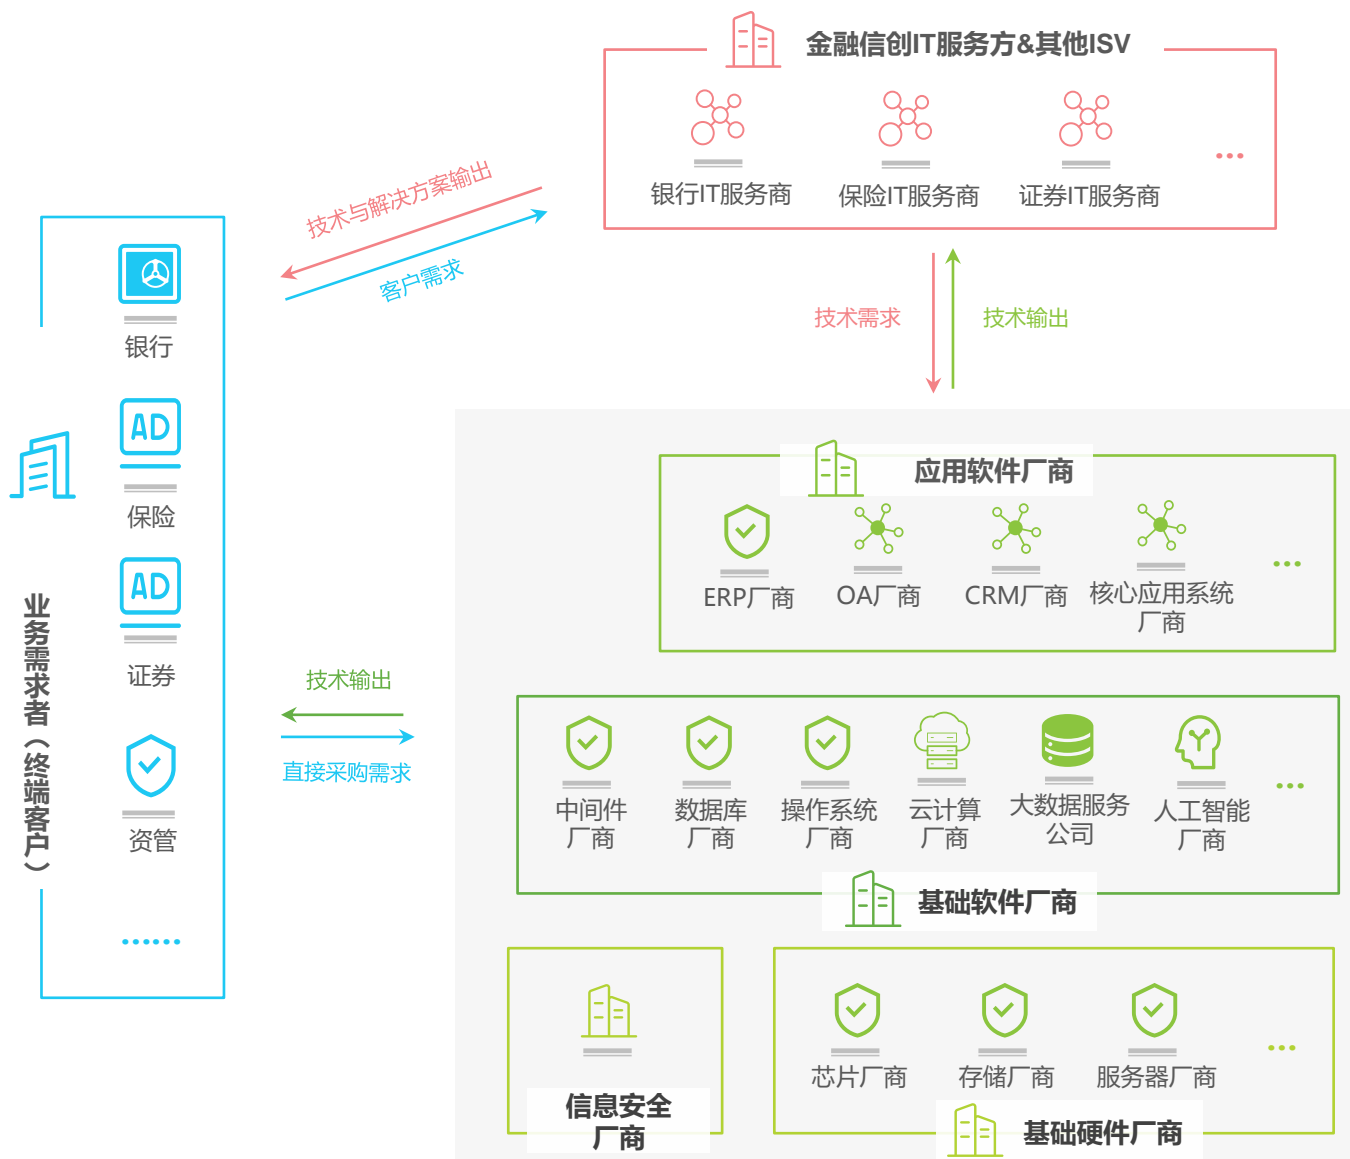 金融信创IT服务方&其他ISV
银行IT服务商
保险IT服务商
证券IT服务商
...
技术与解决方案输出
客户需求
技术需求
技术输出
银行
AD
保险
AD
证券
资管
......
业务需求者（终端客户）
技术输出
直接采购需求
应用软件厂商
ERP厂商
OA厂商
CRM厂商
核心应用系统
厂商
...
中间件
厂商
数据库
厂商
操作系统
厂商
云计算
厂商
大数据服务
公司
人工智能
厂商
...
基础软件厂商
信息安全
厂商
芯片厂商
存储厂商
服务器厂商
...
基础硬件厂商